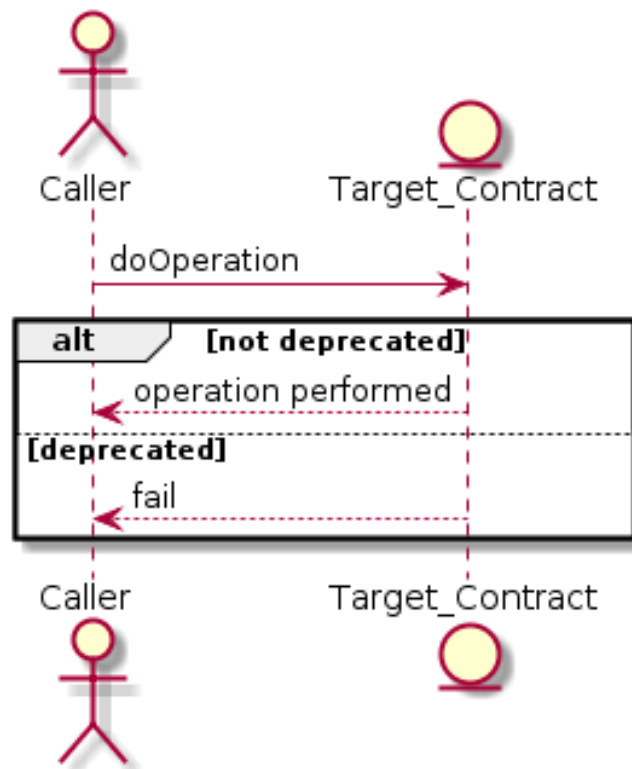 Caller
Target_Contract
doOperation
alt
[not deprecated]
operation performed
[deprecated]
fail
Caller
Target_Contract